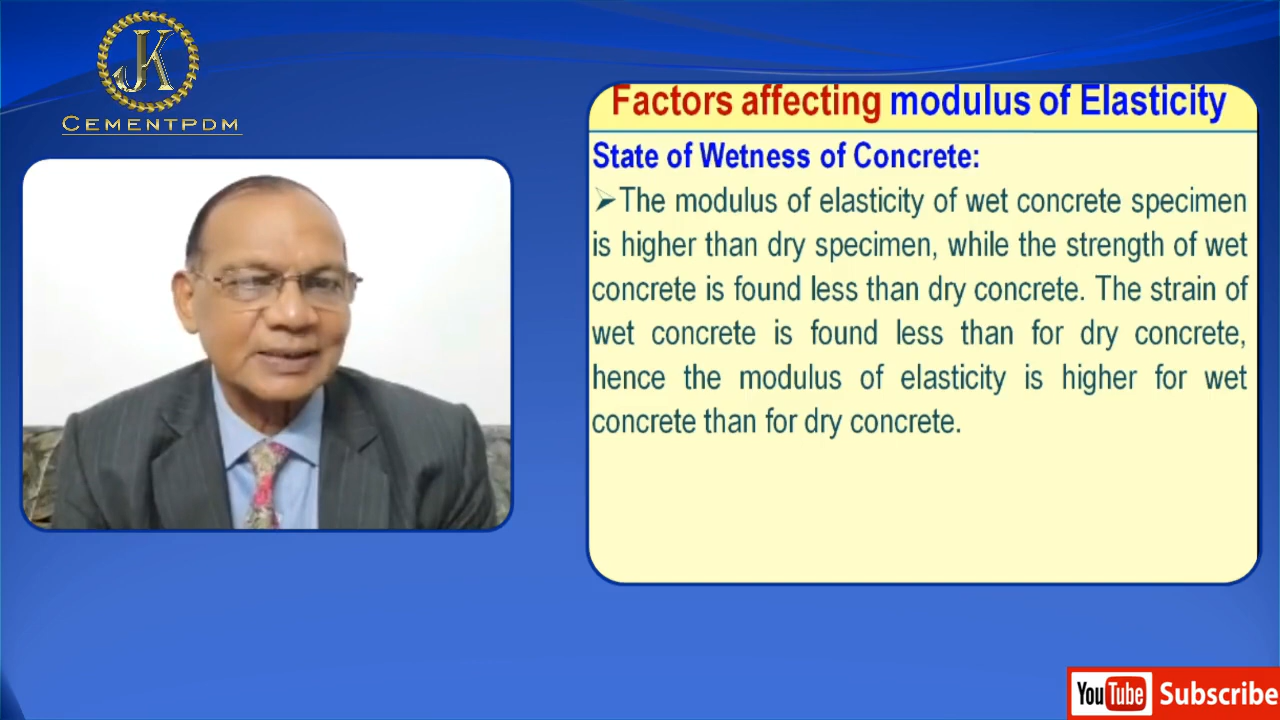 JK
CEMENTPDM
Factors affecting modulus of Elasticity
State of Wetness of Concrete:
➢The modulus of elasticity of wet concrete specimen
is higher than dry specimen, while the strength of wet
concrete is found less than dry concrete. The strain of
wet concrete is found less than for dry concrete,
hence the modulus of elasticity is higher for wet
concrete than for dry concrete.
YouTube Subscribe